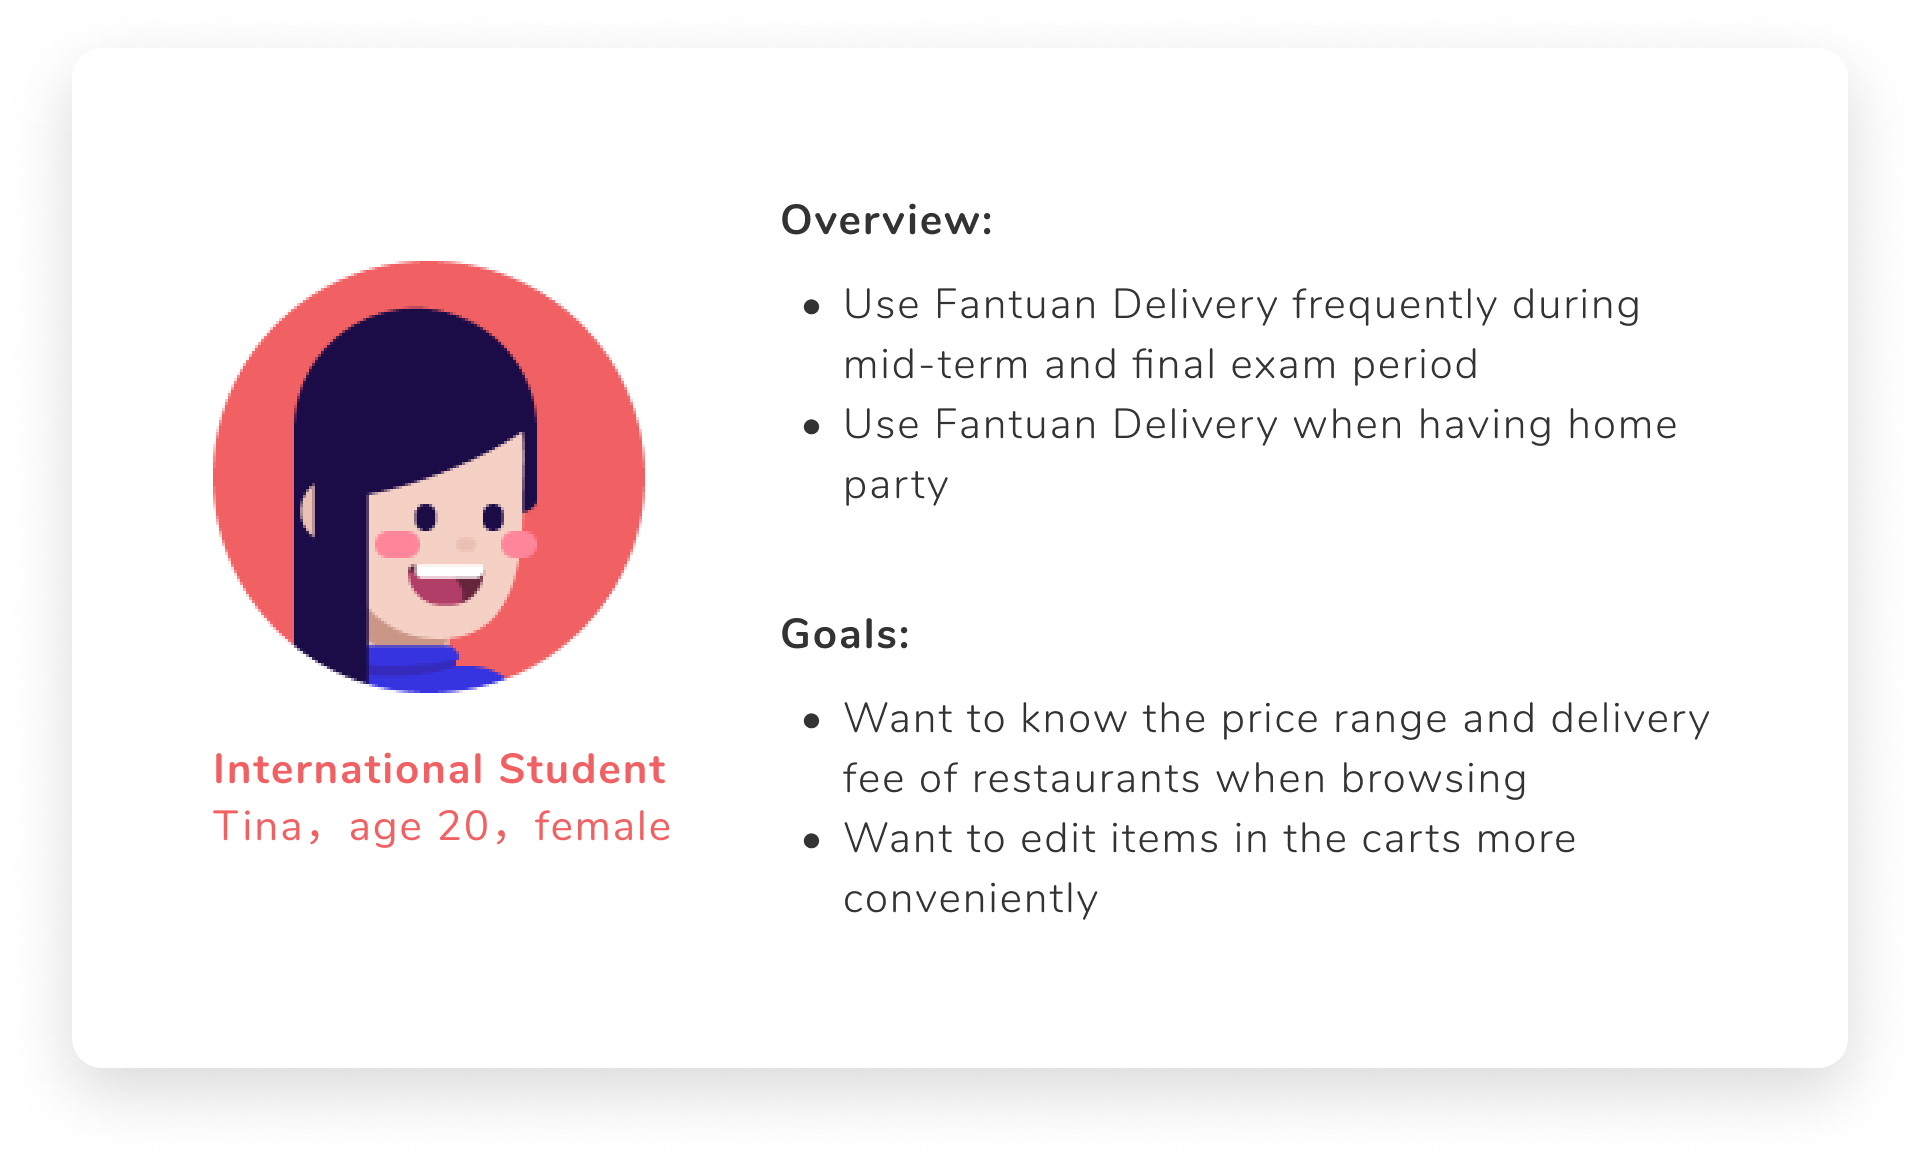 Overview:
• Use Fantuan Delivery frequently during
mid-term and final exam period
• Use Fantuan Delivery when having home
party
Goals:
• Want to know the price range and delivery
fee of restaurants when browsing
• Want to edit items in the carts more
conveniently
International Student
Tina，age 20，female